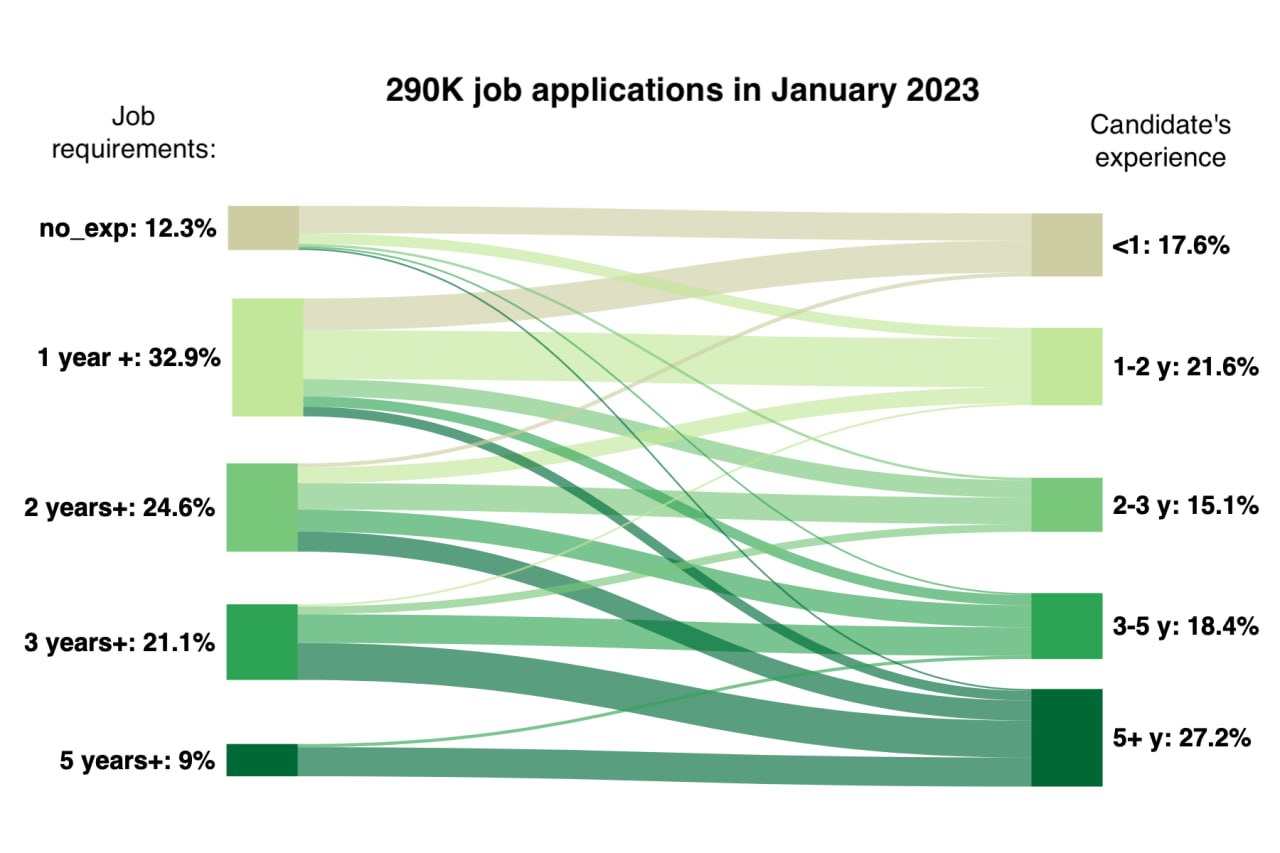 290K job applications in January 2023
Job
requirements:
Candidate's
experience
no_exp: 12.3%
1 year +: 32.9%
2 years+: 24.6%
3 years+: 21.1%
5 years+: 9%
<1: 17.6%
1-2 y: 21.6%
2-3 y: 15.1%
3-5 y: 18.4%
5+ y: 27.2%